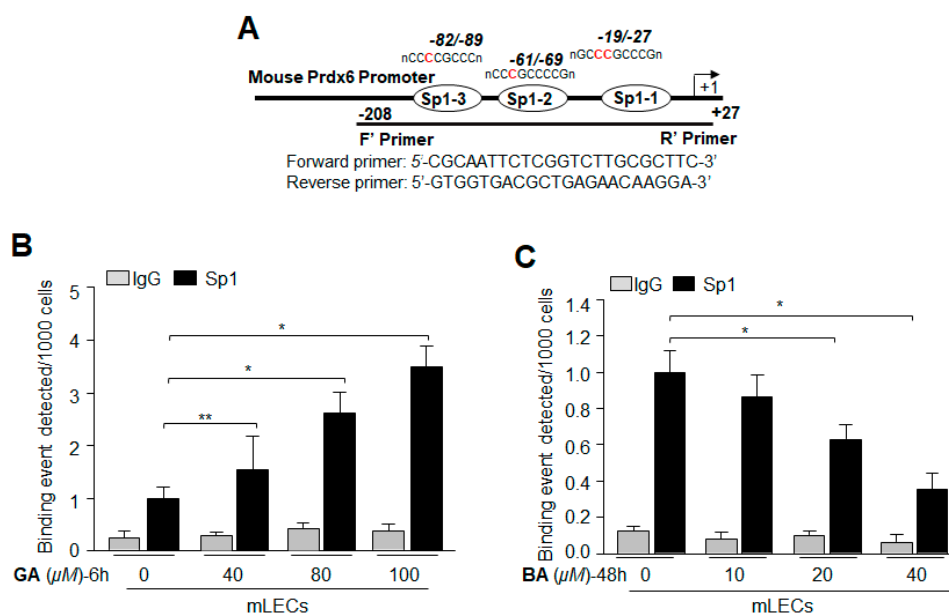 A
-82/-89
-19/-27
nCCCCGCCCn
-61/-69
nGCCCGCCCGn
nCCCCGCCCCGn
Mouse Prdx6 Promoter
+1
Sp1-3
Sp1-2
Sp1-1
-208
+27
F' Primer
R' Primer
Forward primer: 5'-CGCAATTCTCGGTCTTGCGCTTC-3'
Reverse primer: 5'-GTGGTGACGCTGAGAACAAGGA-3'
B
IgG Sp1
Binding event detected/1000 cells
5
4
3
2
1
0
*
*
**
GA (µM)-6h 0 40 80 100
mLECs
C
IgG Sp1
Binding event detected/1000 cells
1.4
1.2
1.0
0.8
0.6
0.4
0.2
0.0
*
*
BA (µM)-48h 0 10 20 40
mLECs